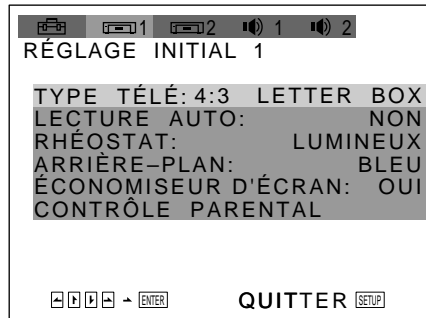 1 2 1 2
RÉGLAGE INITIAL 1
TYPE TÉLÉ: 4:3 LETTER BOX
LECTURE AUTO: NON
RHÉOSTAT: LUMINEUX
ARRIÈRE–PLAN: BLEU
ÉCONOMISEUR D'ÉCRAN: OUI
CONTRÔLE PARENTAL
ENTER QUITTER SETUP